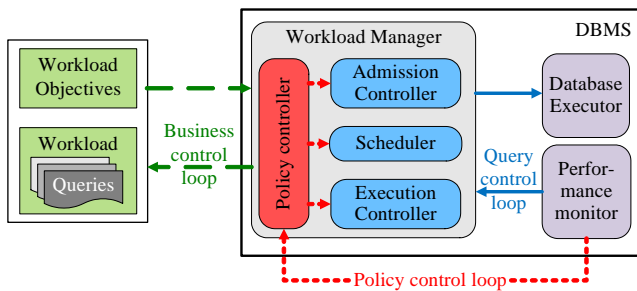 DBMS
Workload Manager
Workload
Objectives
Workload
Queries
Business
control
loop
Policy controller
Admission
Controller
Scheduler
Execution
Controller
Database
Executor
Query
control
loop
Perfor-
mance
monitor
Policy control loop